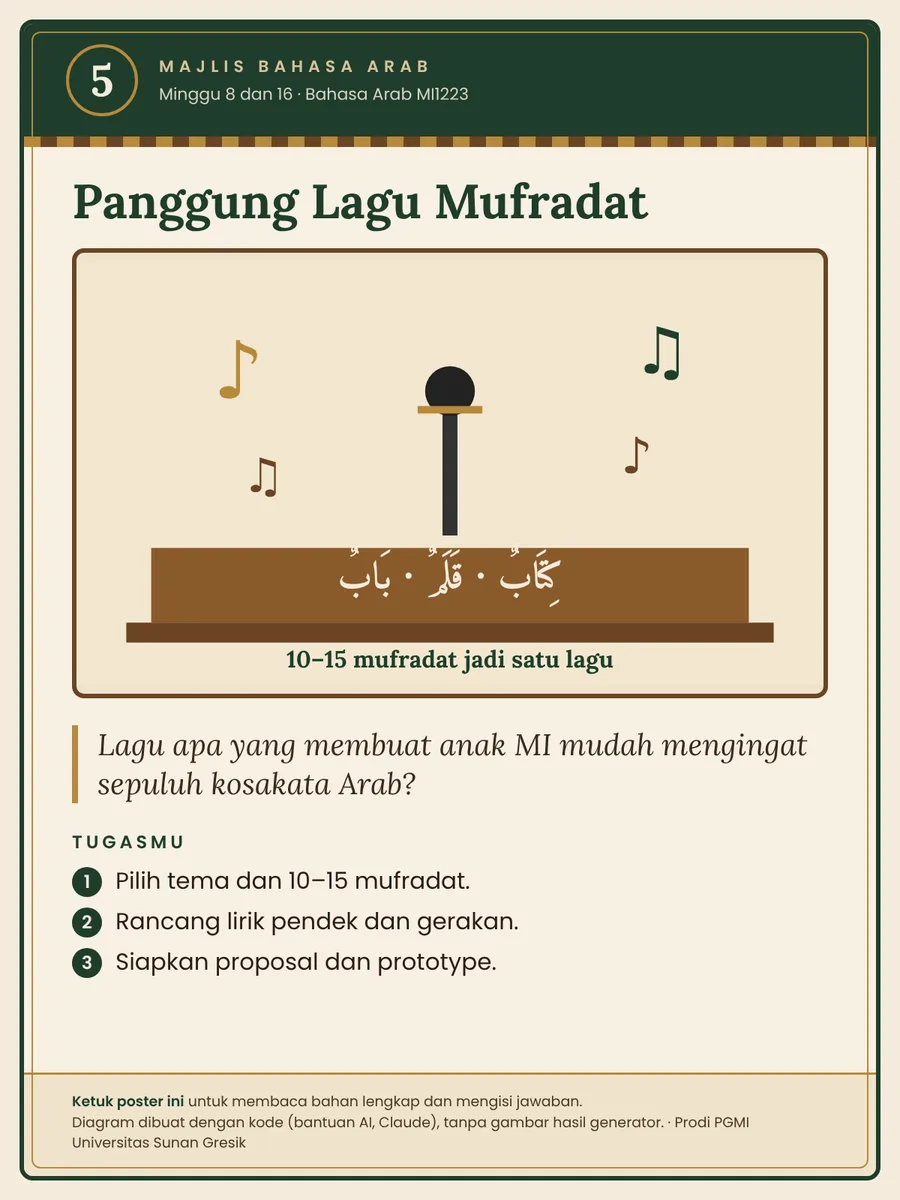 5
MAJLIS BAHASA ARAB
Minggu 8 dan 16 · Bahasa Arab MI1223
Panggung Lagu Mufradat
كِتَابٌ · قَلَمٌ · بَابٌ
10–15 mufradat jadi satu lagu
Lagu apa yang membuat anak MI mudah mengingat
sepuluh kosakata Arab?
TUGASMU
1 Pilih tema dan 10–15 mufradat.
2 Rancang lirik pendek dan gerakan.
3 Siapkan proposal dan prototype.
Ketuk poster ini untuk membaca bahan lengkap dan mengisi jawaban.
Diagram dibuat dengan kode (bantuan AI, Claude), tanpa gambar hasil generator. · Prodi PGMI
Universitas Sunan Gresik